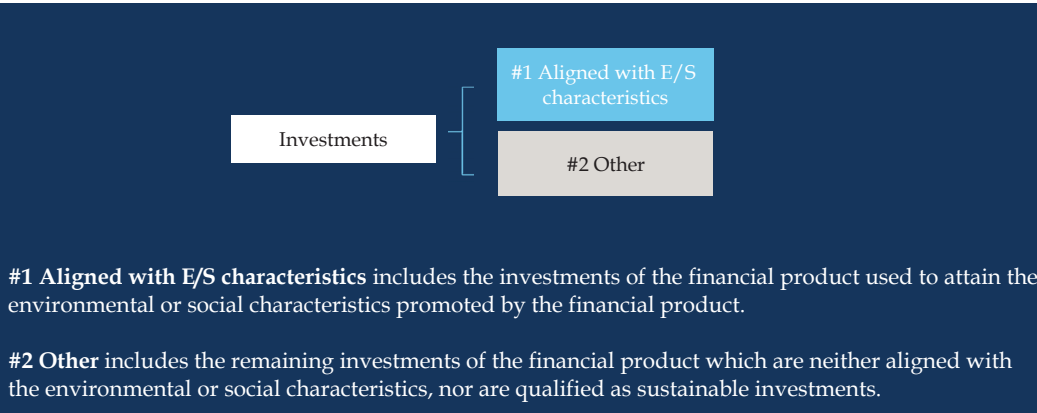 #1 Aligned with E/S
characteristics
Investments
#2 Other
#1 Aligned with E/S characteristics includes the investments of the financial product used to attain the
environmental or social characteristics promoted by the financial product.
#2 Other includes the remaining investments of the financial product which are neither aligned with
the environmental or social characteristics, nor are qualified as sustainable investments.